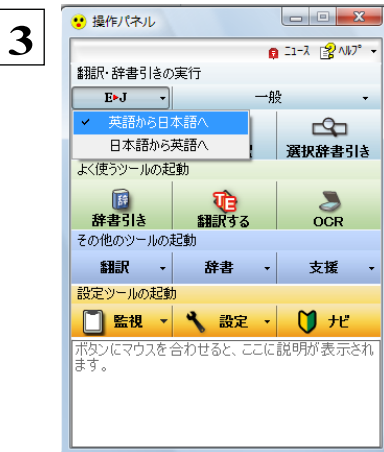 3
操作パネル
ニュース ヘルプ
翻訳・辞書引きの実行
E▸J 一般
✓ 英語から日本語へ
日本語から英語へ
選択辞書引き
よく使うツールの起動
辞書引き 翻訳する OCR
その他のツールの起動
翻訳 辞書 支援
設定ツールの起動
監視 設定 ナビ
ボタンにマウスを合わせると、ここに説明が表示され
ます。